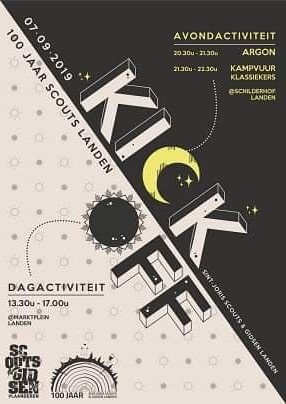 07·09·2019
100 JAAR SCOUTS LANDEN
AVONDACTIVITEIT
20.30u - 21.30u ARGON
21.30u - 22.30u KAMPVUUR
KLASSIEKERS
@SCHILDERHOF
LANDEN
KICK
OFF
SINT-JORIS SCOUTS & GIDSEN LANDEN
DAGACTIVITEIT
13.30u - 17.00u
@MARKTPLEIN
LANDEN
SCOUTS
&GIDSEN
VLAANDEREN
100 JAAR